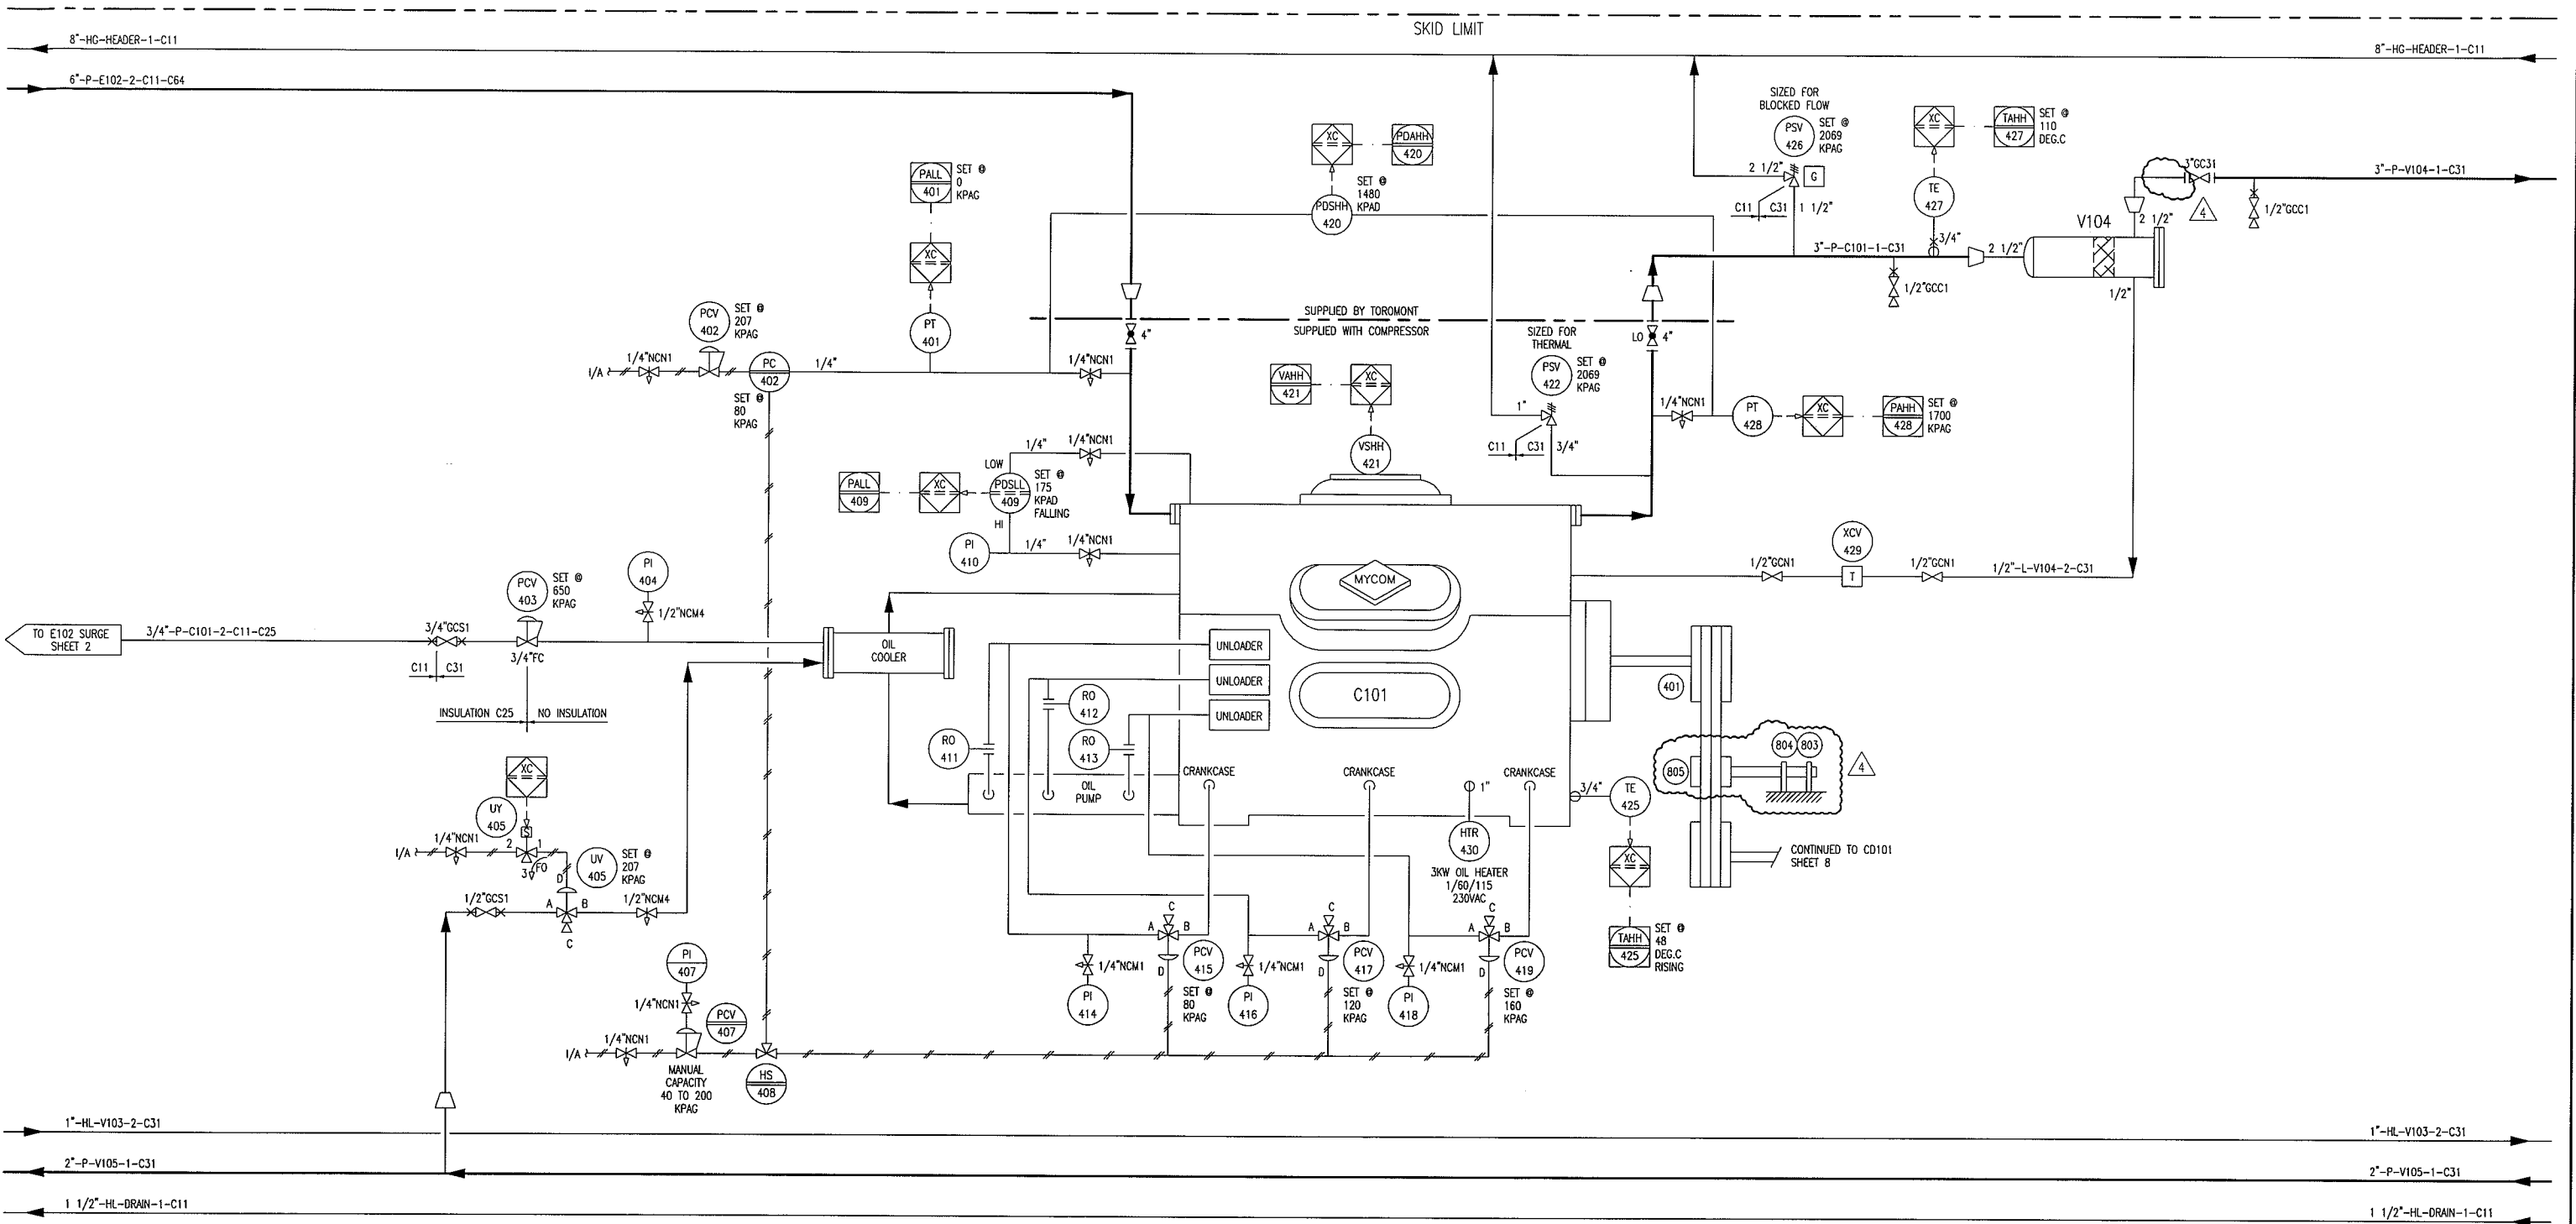 SKID LIMIT
8"-HG-HEADER-1-C11
8"-HG-HEADER-1-C11
6"-P-E102-2-C11-C64
SIZED FOR
BLOCKED FLOW
PSV
426
SET @
2069
KPAG
2 1/2"
G
C11
C31
1 1/2"
XC
TAHH
427
SET @
110
DEG.C
TE
427
3/4"
XC
PDAHH
420
PDSHH
420
SET @
1480
KPAD
PALL
401
SET @
0
KPAG
XC
PT
401
3"GC31
3"-P-V104-1-C31
4
1/2"GCC1
2 1/2"
V104
3"-P-C101-1-C31
2 1/2"
1/2"GCC1
1/2"
PCV
402
SET @
207
KPAG
1/4"NCN1
I/A
PC
402
SET @
80
KPAG
1/4"
1/4"NCN1
4"
SUPPLIED BY TOROMONT
SUPPLIED WITH COMPRESSOR
SIZED FOR
THERMAL
PSV
422
SET @
2069
KPAG
1"
C11
C31
3/4"
LO
4"
1/4"NCN1
PT
428
XC
PAHH
428
SET @
1700
KPAG
VAHH
421
XC
VSHH
421
1/4"
1/4"NCN1
LOW
PALL
409
XC
PDSLL
409
SET @
175
KPAD
FALLING
HI
PI
410
1/4"
1/4"NCN1
XCV
429
1/2"GCN1
T
1/2"GCN1
1/2"-L-V104-2-C31
MYCOM
TO E102 SURGE
SHEET 2
3/4"-P-C101-2-C11-C25
3/4"GCS1
C11
C31
PCV
403
SET @
650
KPAG
3/4"FC
PI
404
1/2"NCM4
INSULATION C25
NO INSULATION
OIL
COOLER
UNLOADER
UNLOADER
UNLOADER
C101
401
RO
412
RO
411
RO
413
OIL
PUMP
CRANKCASE
CRANKCASE
CRANKCASE
1"
HTR
430
3KW OIL HEATER
1/60/115
230VAC
3/4"
TE
425
XC
TAHH
425
SET @
48
DEG.C
RISING
804
803
805
4
CONTINUED TO CD101
SHEET 8
XC
UY
405
S
1/4"NCN1
I/A
2
1
3
FO
D
UV
405
SET @
207
KPAG
1/2"GCS1
A
B
C
1/2"NCM4
PI
407
1/4"NCN1
PCV
407
1/4"NCN1
I/A
MANUAL
CAPACITY
40 TO 200
KPAG
HS
408
C
A
B
D
PCV
415
SET @
80
KPAG
1/4"NCM1
PI
414
C
A
B
D
PCV
417
SET @
120
KPAG
1/4"NCM1
PI
416
C
A
B
D
PCV
419
SET @
160
KPAG
1/4"NCM1
PI
418
1"-HL-V103-2-C31
1"-HL-V103-2-C31
2"-P-V105-1-C31
2"-P-V105-1-C31
1 1/2"-HL-DRAIN-1-C11
1 1/2"-HL-DRAIN-1-C11